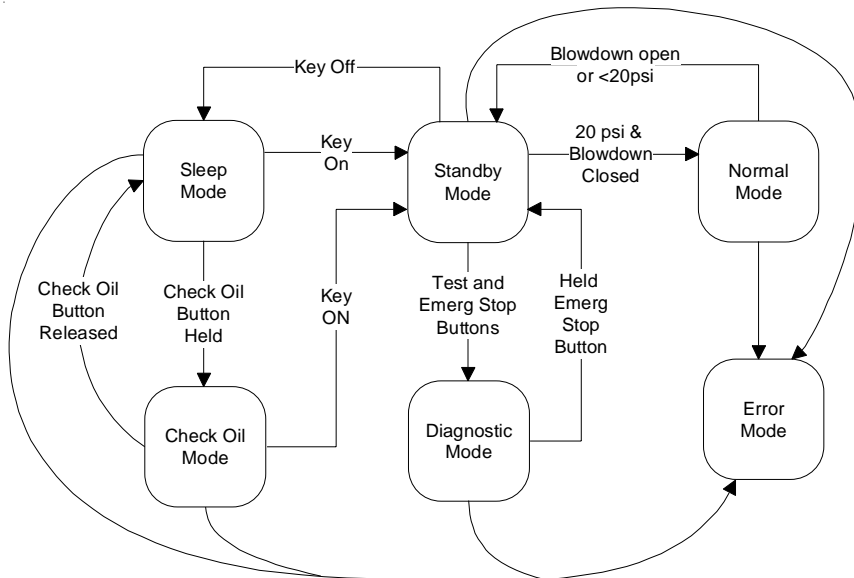 Key Off
Blowdown open
or <20psi
Sleep
Mode
Key
On
Standby
Mode
20 psi &
Blowdown
Closed
Normal
Mode
Check Oil
Button
Released
Check Oil
Button
Held
Key
ON
Test and
Emerg Stop
Buttons
Held
Emerg
Stop
Button
Check Oil
Mode
Diagnostic
Mode
Error
Mode